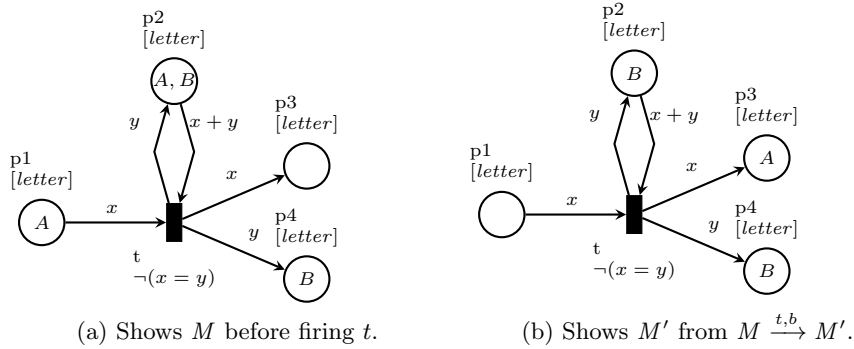 p2
[letter]
A, B
y
x + y
p3
[letter]
p1
[letter]
x
x
A
p4
[letter]
y
B
t
¬(x = y)
(a) Shows M before firing t.
p2
[letter]
B
y
x + y
p3
[letter]
A
p1
[letter]
x
x
p4
[letter]
y
B
t
¬(x = y)
(b) Shows M′ from M \xrightarrow{t,b} M′.